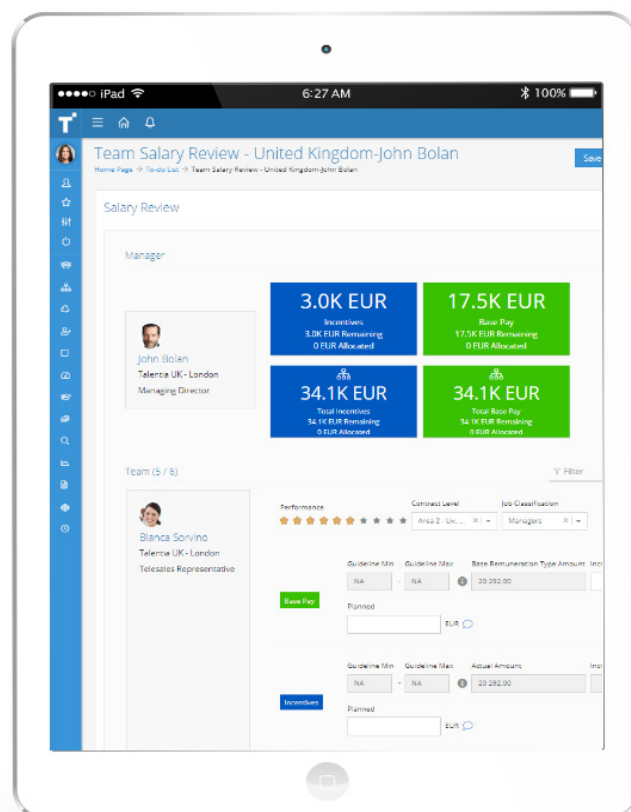 iPad
6:27 AM
100%
T
Team Salary Review - United Kingdom-John Bolan
Save
Home Page → To-do List → Team Salary Review - United Kingdom-John Bolan
Salary Review
Manager
3.0K EUR
Incentives
3.0K EUR Remaining
0 EUR Allocated
17.5K EUR
Base Pay
17.5K EUR Remaining
0 EUR Allocated
John Bolan
Talentia UK - London
Managing Director
34.1K EUR
Total Incentives
34.1K EUR Remaining
0 EUR Allocated
34.1K EUR
Total Base Pay
34.1K EUR Remaining
0 EUR Allocated
Team (5 / 6)
Filter
Bianca Sorvino
Talentia UK - London
Telesales Representative
Performance
Contract Level
Job Classification
Area 2 -
Managers
Guideline Min
Guideline Max
Base Remuneration Type Amount
Incr
NA
-
NA
20 292.00
Base Pay
Planned
EUR
Guideline Min
Guideline Max
Actual Amount
Incr
NA
-
NA
20 292.00
Incentives
Planned
EUR